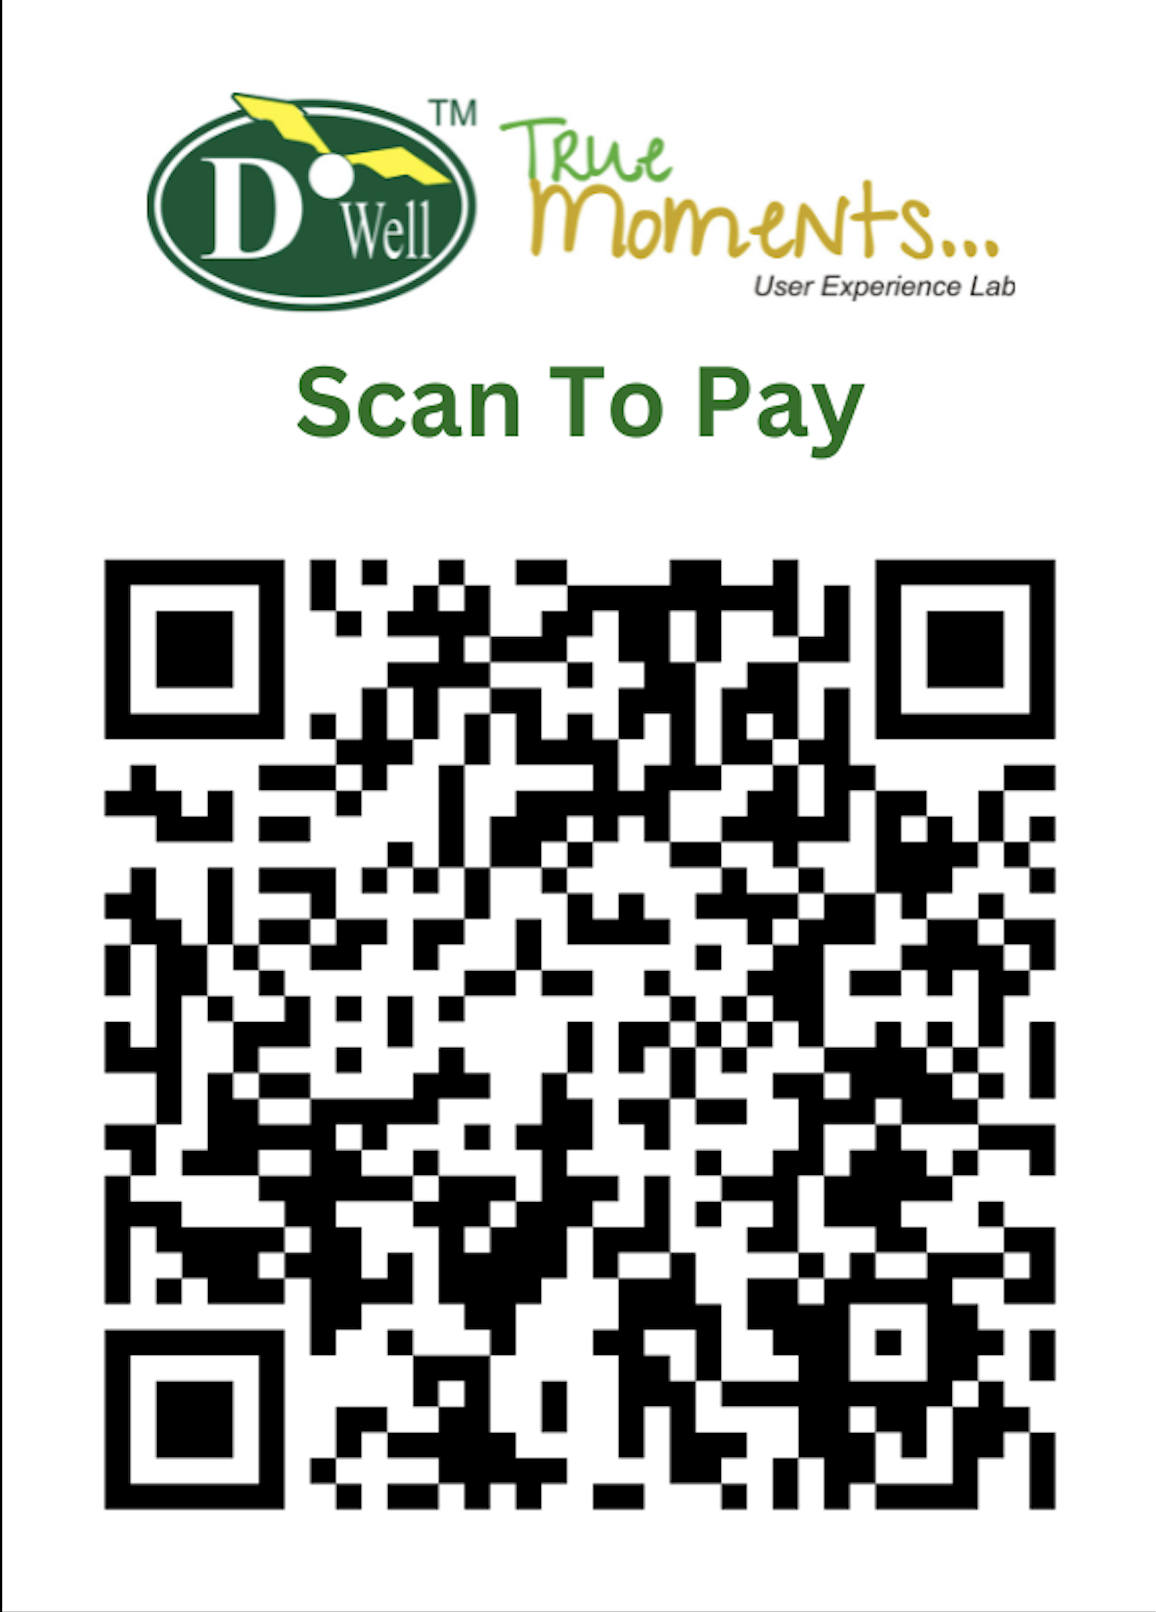 D Well TM
True
Moments...
User Experience Lab
Scan To Pay